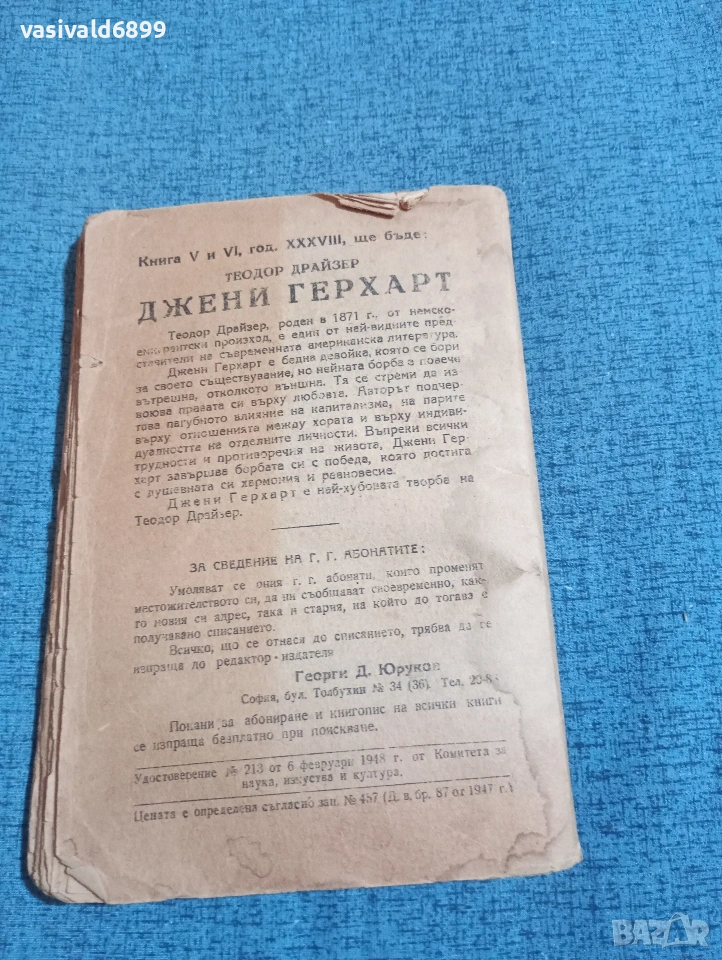 vasivald6899
Книга V и VI, год. XXXVIII, ще бъде:
ТЕОДОР ДРАЙЗЕР
ДЖЕНИ ГЕРХАРТ
Теодор Драйзер, роден в 1871 г., от немско-
емигрантски произход, е един от най-видните пред-
ставители на съвременната американска литература.
Джени Герхарт е бедна девойка, която се бори
за своето съществуване, но нейната борба е повече
вътрешна, отколкото външна. Тя се стреми да из-
воюва правата си върху любовта. Авторът подчер-
това пагубното влияние на капитализма, на парите
върху отношенията между хората и върху индиви-
дуалността на отделните личности. Въпреки всички
трудности и противоречия на живота, Джени Гер-
харт завършва борбата си с победа, която достига
с душевната си хармония и равновесие.
Джени Герхарт е най-хубавата творба на
Теодор Драйзер.
ЗА СВЕДЕНИЕ НА Г. Г. АБОНАТИТЕ:
Умоляват се ония г. г. абонати, които променят
местожителството си, да ни съобщават своевременно, как-
то новия си адрес, така и стария, на който до тогава е
получавано списанието.
Всичко, що се отнася до списанието, трябва да се
изпраща до редактор-издателя
Георги Д. Юруков
София, бул. Толбухин № 34 (36). Тел. 20-8
Покани за абониране и книгопис на всички книги
се изпраща безплатно при поискване.
Удостоверение № 213 от 6 февруари 1948 г. от Комитета за
наука, изкуства и култура.
Цената е определена съгласно зап. № 457 (Д. в. бр. 87 от 1947 г.)
BAZAR